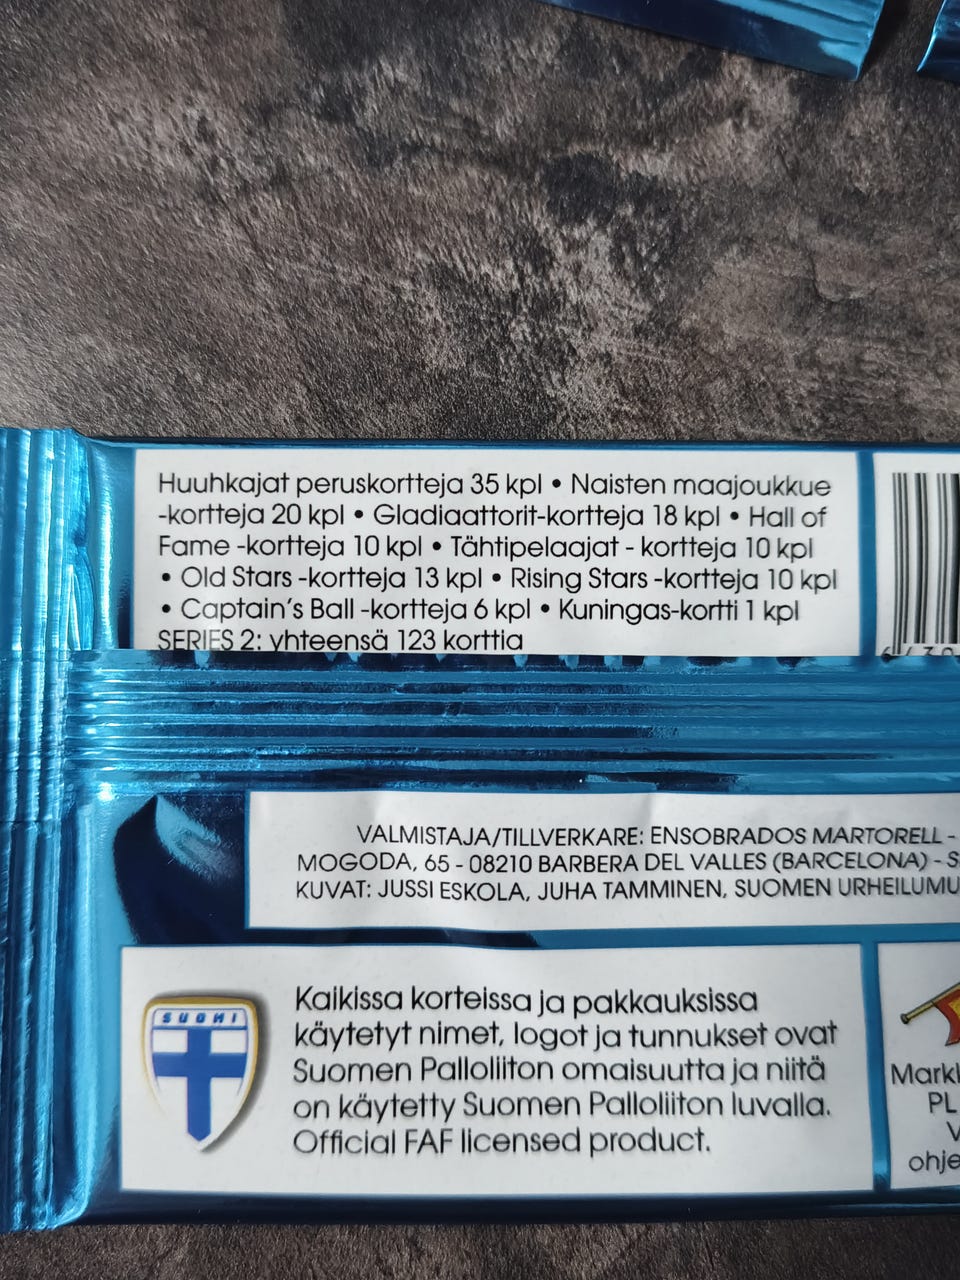 Huuhkajat peruskortteja 35 kpl • Naisten maajoukkue
-kortteja 20 kpl • Gladiaattorit-kortteja 18 kpl • Hall of
Fame -kortteja 10 kpl • Tähtipelaajat - kortteja 10 kpl
• Old Stars -kortteja 13 kpl • Rising Stars -kortteja 10 kpl
• Captain's Ball -kortteja 6 kpl • Kuningas-kortti 1 kpl
SERIES 2: yhteensä 123 korttia
VALMISTAJA/TILLVERKARE: ENSOBRADOS MARTORELL -
MOGODA, 65 - 08210 BARBERA DEL VALLES (BARCELONA) - S
KUVAT: JUSSI ESKOLA, JUHA TAMMINEN, SUOMEN URHEILUMU
SUOMI
Kaikissa korteissa ja pakkauksissa
käytetyt nimet, logot ja tunnukset ovat
Suomen Palloliiton omaisuutta ja niitä
on käytetty Suomen Palloliiton luvalla.
Official FAF licensed product.
Mark
PL
V
ohje